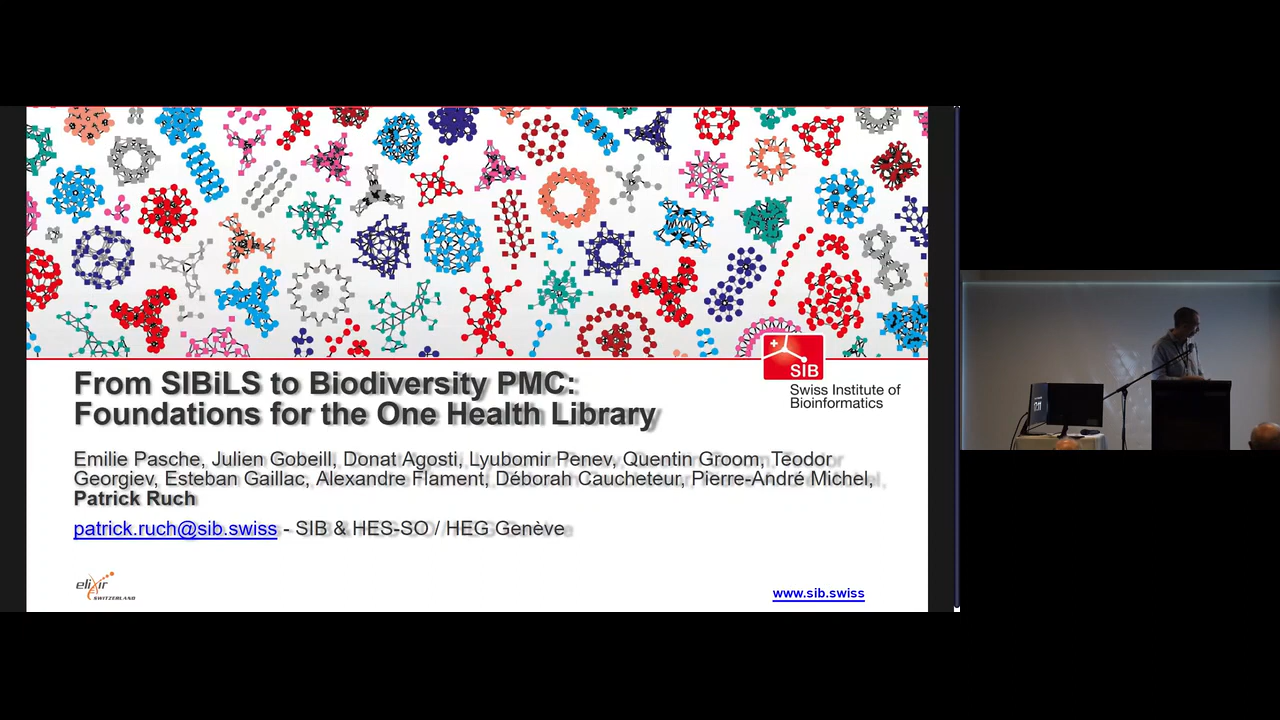 SIB
Swiss Institute of
Bioinformatics
From SIBiLS to Biodiversity PMC:
Foundations for the One Health Library
Emilie Pasche, Julien Gobeill, Donat Agosti, Lyubomir Penev, Quentin Groom, Teodor
Georgiev, Esteban Gaillac, Alexandre Flament, Déborah Caucheteur, Pierre-André Michel,
Patrick Ruch
patrick.ruch@sib.swiss - SIB & HES-SO / HEG Genève
elixir
SWITZERLAND
www.sib.swiss